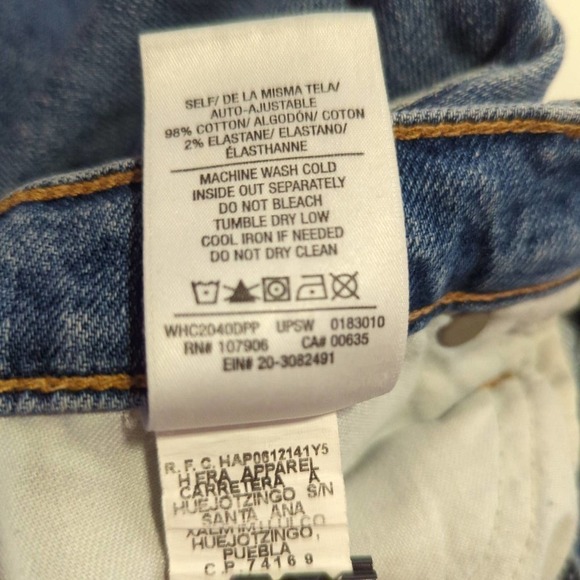 SELF/ DE LA MISMA TELA/
AUTO-AJUSTABLE
98% COTTON/ ALGODÓN/ COTON
2% ELASTANE/ ELASTANO/
ÉLASTHANNE
MACHINE WASH COLD
INSIDE OUT SEPARATELY
DO NOT BLEACH
TUMBLE DRY LOW
COOL IRON IF NEEDED
DO NOT DRY CLEAN
WHC2040DPP UPSW 0183010
RN# 107906 CA# 00635
EIN# 20-3082491
R.F.C. HAP0612141Y5
HERA APPAREL
CARRETERA A
HUEJOTZINGO S/N
SANTA ANA
XALMIMILULCO
HUEJOTZINGO,
PUEBLA
C.P. 74169